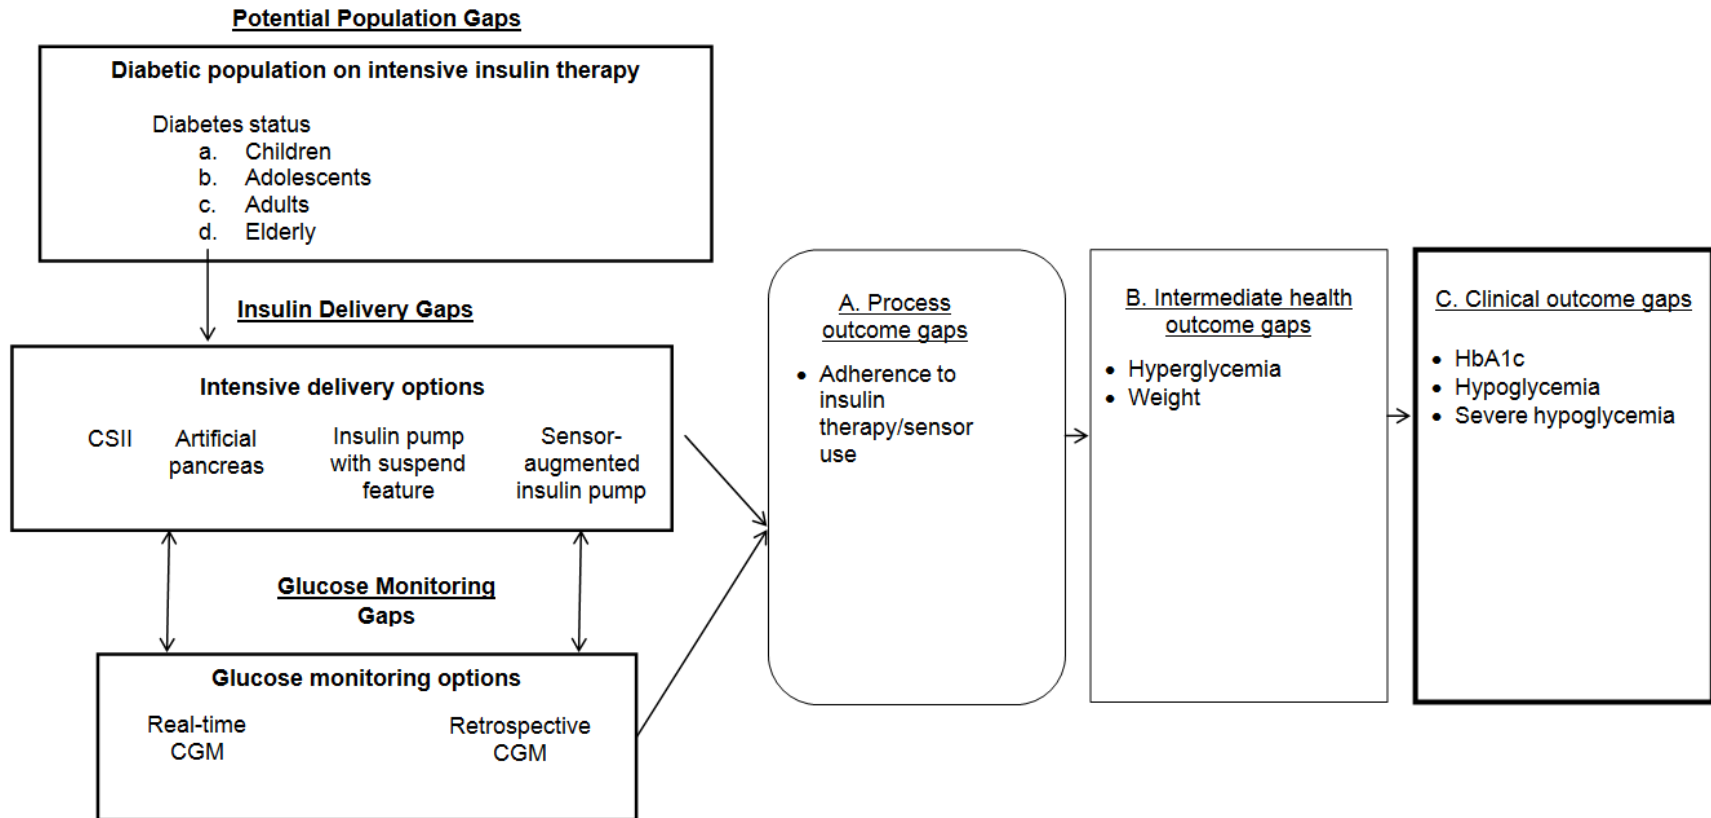 Potential Population Gaps
Diabetic population on intensive insulin therapy
Diabetes status
a. Children
b. Adolescents
c. Adults
d. Elderly
Insulin Delivery Gaps
Intensive delivery options
CSII
Artificial
pancreas
Insulin pump
with suspend
feature
Sensor-
augmented
insulin pump
Glucose Monitoring
Gaps
Glucose monitoring options
Real-time
CGM
Retrospective
CGM
A. Process
outcome gaps
• Adherence to
insulin
therapy/sensor
use
B. Intermediate health
outcome gaps
• Hyperglycemia
• Weight
C. Clinical outcome gaps
• HbA1c
• Hypoglycemia
• Severe hypoglycemia